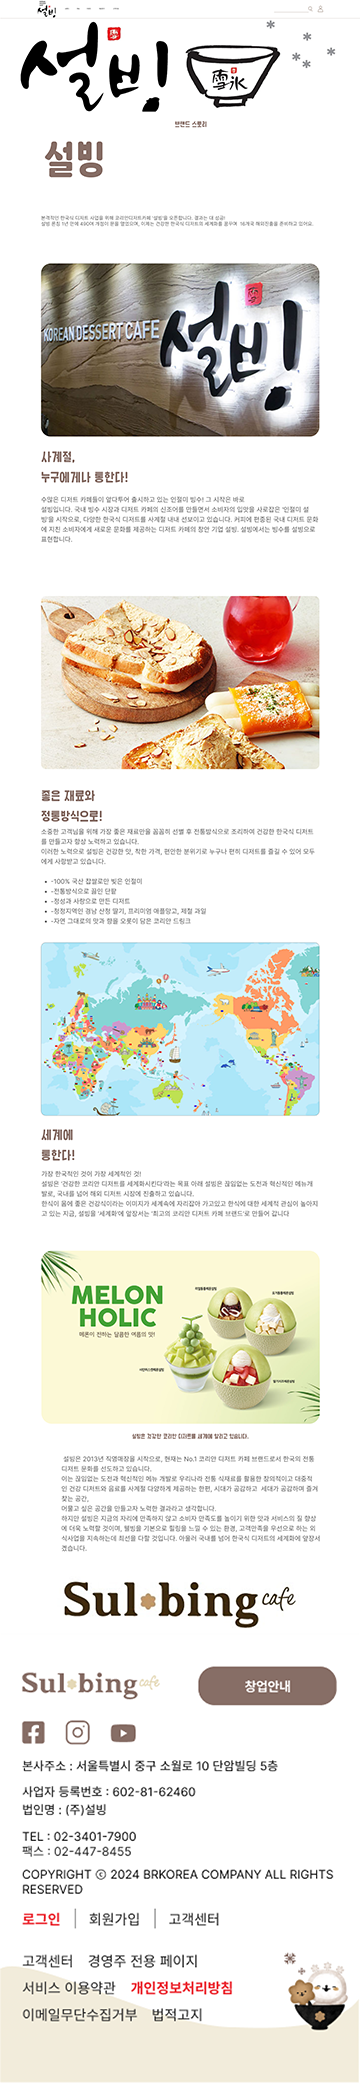 설빙
설빙
雪
雪氷
브랜드 스토리
설빙
본격적인 한국식 디저트 사업을 위해 코리안디저트카페 '설빙'을 오픈합니다. 결과는 대 성공!
설빙 론칭 1년 만에 490여 개점이 문을 열었으며, 이제는 건강한 한국식 디저트의 세계화를 꿈꾸며 16개국 해외진출을 준비하고 있어요.
KOREAN DESSERT CAFE
설빙
사계절,
누구에게나 통한다!
수많은 디저트 카페들이 앞다투어 출시하고 있는 인절미 빙수! 그 시작은 바로
설빙입니다. 국내 빙수 시장과 디저트 카페의 신조어를 만들면서 소비자의 입맛을 사로잡은 '인절미 설
빙'을 시작으로, 다양한 한국식 디저트를 사계절 내내 선보이고 있습니다. 커피에 편중된 국내 디저트 문화
에 지친 소비자에게 새로운 문화를 제공하는 디저트 카페의 창안 기업 설빙. 설빙에서는 빙수를 설빙으로
표현합니다.
좋은 재료와
정통방식으로!
소중한 고객님을 위해 가장 좋은 재료만을 꼼꼼히 선별 후 전통방식으로 조리하여 건강한 한국식 디저트
를 만들고자 항상 노력하고 있습니다.
이러한 노력으로 설빙은 건강한 맛, 착한 가격, 편안한 분위기로 누구나 편히 디저트를 즐길 수 있어 모두
에게 사랑받고 있습니다.
• -100% 국산 찹쌀로만 빚은 인절미
• -전통방식으로 끓인 단팥
• -정성과 사랑으로 만든 디저트
• -청정지역인 경남 산청 딸기, 프리미엄 애플망고, 제철 과일
• -자연 그대로의 맛과 향을 오롯이 담은 코리안 드링크
세계에
통한다!
가장 한국적인 것이 가장 세계적인 것!
설빙은 '건강한 코리안 디저트를 세계화시킨다'라는 목표 아래 설빙은 끊임없는 도전과 혁신적인 메뉴개
발로, 국내를 넘어 해외 디저트 시장에 진출하고 있습니다.
한식이 몸에 좋은 건강식이라는 이미지가 세계속에 자리잡아 가고있고 한식에 대한 세계적 관심이 높아지
고 있는 지금, 설빙을 '세계화'에 앞장서는 '최고의 코리안 디저트 카페 브랜드'로 만들어 갑니다
MELON
HOLIC
메론이 전하는 달콤한 여름의 맛!
설빙은 건강한 코리안 디저트를 세계에 알리고 있습니다.
설빙은 2013년 직영매장을 시작으로, 현재는 No.1 코리안 디저트 카페 브랜드로서 한국의 전통
디저트 문화를 선도하고 있습니다.
이는 끊임없는 도전과 혁신적인 메뉴 개발로 우리나라 전통 식재료를 활용한 창의적이고 대중적
인 건강 디저트와 음료를 사계절 다양하게 제공하는 한편, 시대가 공감하고 세대가 공감하며 즐겨
찾는 공간,
머물고 싶은 공간을 만들고자 노력한 결과라고 생각합니다.
하지만 설빙은 지금의 자리에 만족하지 않고 소비자 만족도를 높이기 위한 맛과 서비스의 질 향상
에 더욱 노력할 것이며, 웰빙을 기본으로 힐링을 느낄 수 있는 환경, 고객만족을 우선으로 하는 외
식사업을 지속하는데 최선을 다할 것입니다. 아울러 국내를 넘어 한국식 디저트의 세계화에 앞장서
겠습니다.
Sul bing cafe
Sul bing cafe
창업안내
본사주소 : 서울특별시 중구 소월로 10 단암빌딩 5층
사업자 등록번호 : 602-81-62460
법인명 : (주)설빙
TEL : 02-3401-7900
팩스 : 02-447-8455
COPYRIGHT ⓒ 2024 BRKOREA COMPANY ALL RIGHTS
RESERVED
로그인 회원가입 고객센터
고객센터 경영주 전용 페이지
서비스 이용약관 개인정보처리방침
이메일무단수집거부 법적고지